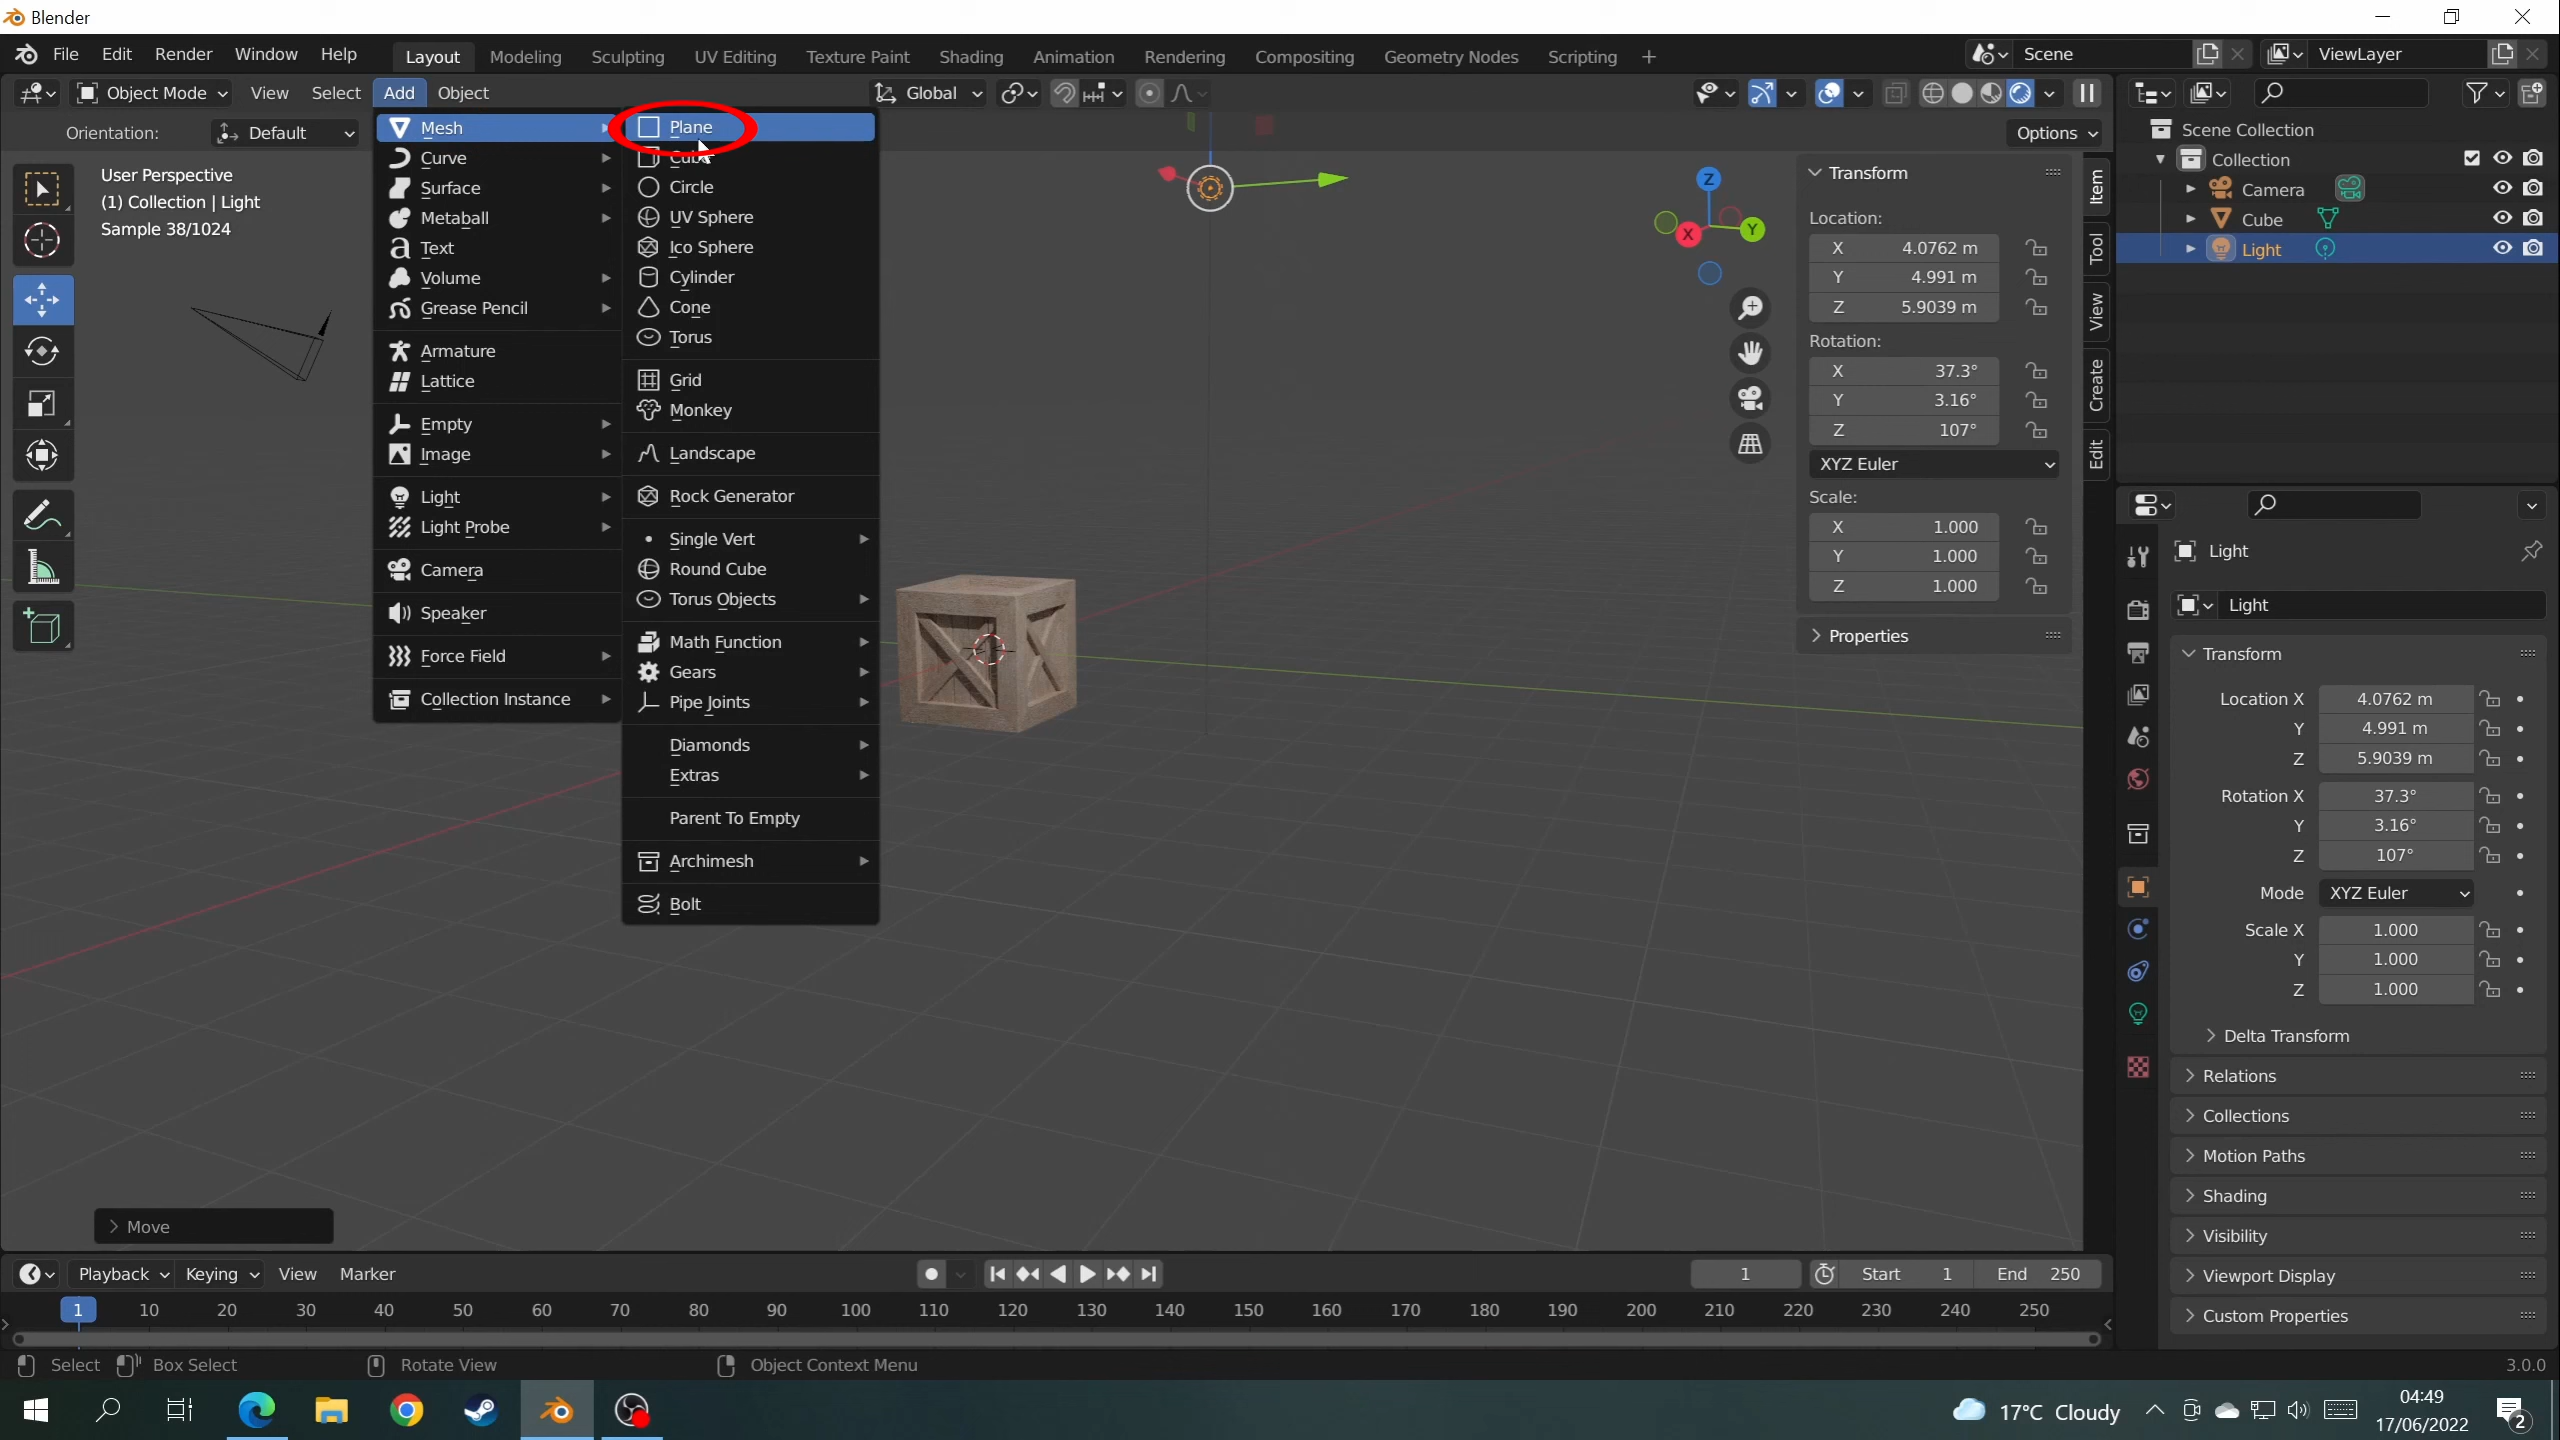 Blender
File Edit Render Window Help Layout Modeling Sculpting UV Editing Texture Paint Shading Animation Rendering Compositing Geometry Nodes Scripting + Scene ViewLayer
Object Mode View Select Add Object Global
Orientation: Default Options
User Perspective
(1) Collection | Light
Sample 38/1024
Mesh
Curve
Surface
Metaball
Text
Volume
Grease Pencil
Armature
Lattice
Empty
Image
Light
Light Probe
Camera
Speaker
Force Field
Collection Instance
Plane
Cube
Circle
UV Sphere
Ico Sphere
Cylinder
Cone
Torus
Grid
Monkey
Landscape
Rock Generator
Single Vert
Round Cube
Torus Objects
Math Function
Gears
Pipe Joints
Diamonds
Extras
Parent To Empty
Archimesh
Bolt
Z
Y
X
Transform
Location:
X 4.0762 m
Y 4.991 m
Z 5.9039 m
Rotation:
X 37.3°
Y 3.16°
Z 107°
XYZ Euler
Scale:
X 1.000
Y 1.000
Z 1.000
Properties
Item
Tool
View
Create
Edit
Scene Collection
Collection
Camera
Cube
Light
Light
Light
Transform
Location X 4.0762 m
Y 4.991 m
Z 5.9039 m
Rotation X 37.3°
Y 3.16°
Z 107°
Mode XYZ Euler
Scale X 1.000
Y 1.000
Z 1.000
Delta Transform
Relations
Collections
Motion Paths
Shading
Visibility
Viewport Display
Custom Properties
Move
Playback Keying View Marker 1 Start 1 End 250
1 10 20 30 40 50 60 70 80 90 100 110 120 130 140 150 160 170 180 190 200 210 220 230 240 250
Select Box Select Rotate View Object Context Menu 3.0.0
17°C Cloudy
04:49
17/06/2022
2